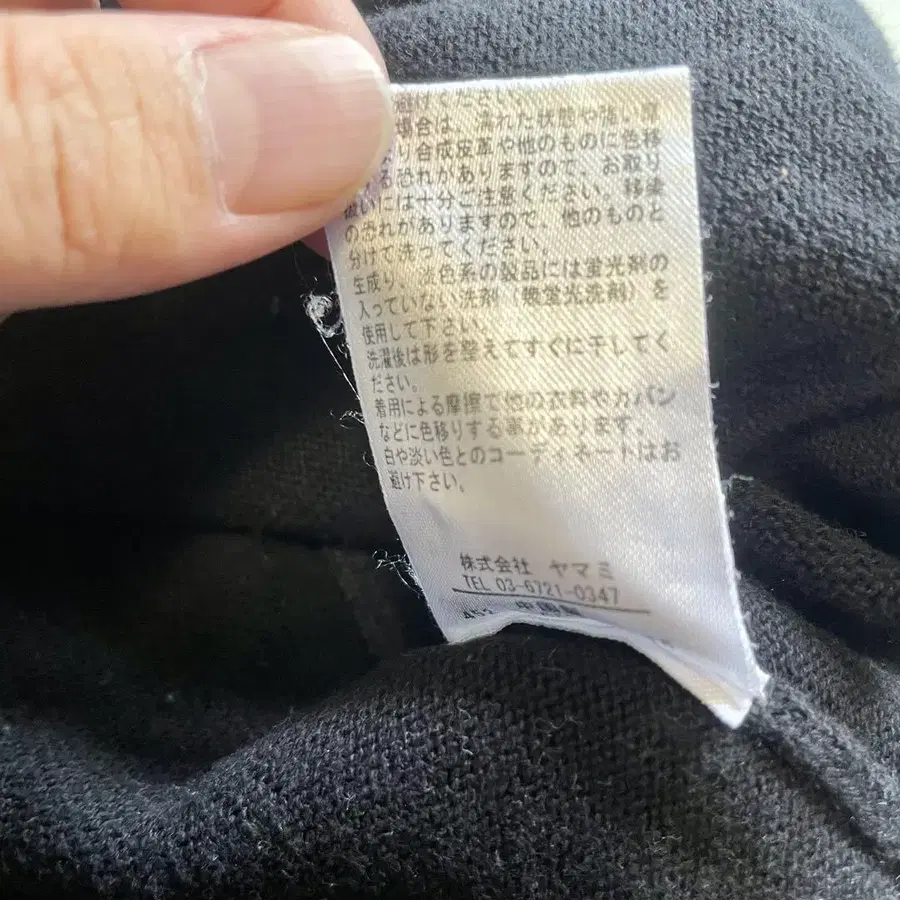 避けてください。
場合は、濡れた状態や強い摩
り合成皮革や他のものに色移
る恐れがありますので、お取り
扱いには十分ご注意ください。移染
の恐れがありますので、他のものと
分けて洗ってください。
生成り、淡色系の製品には蛍光剤の
入っていない洗剤（無蛍光洗剤）を
使用して下さい。
洗濯後は形を整えてすぐに干してく
ださい。
着用による摩擦で他の衣料やカバン
などに色移りする事があります。
白や淡い色とのコーディネートはお
避け下さい。
株式会社 ヤマミ
TEL 03-6721-0347
中国製